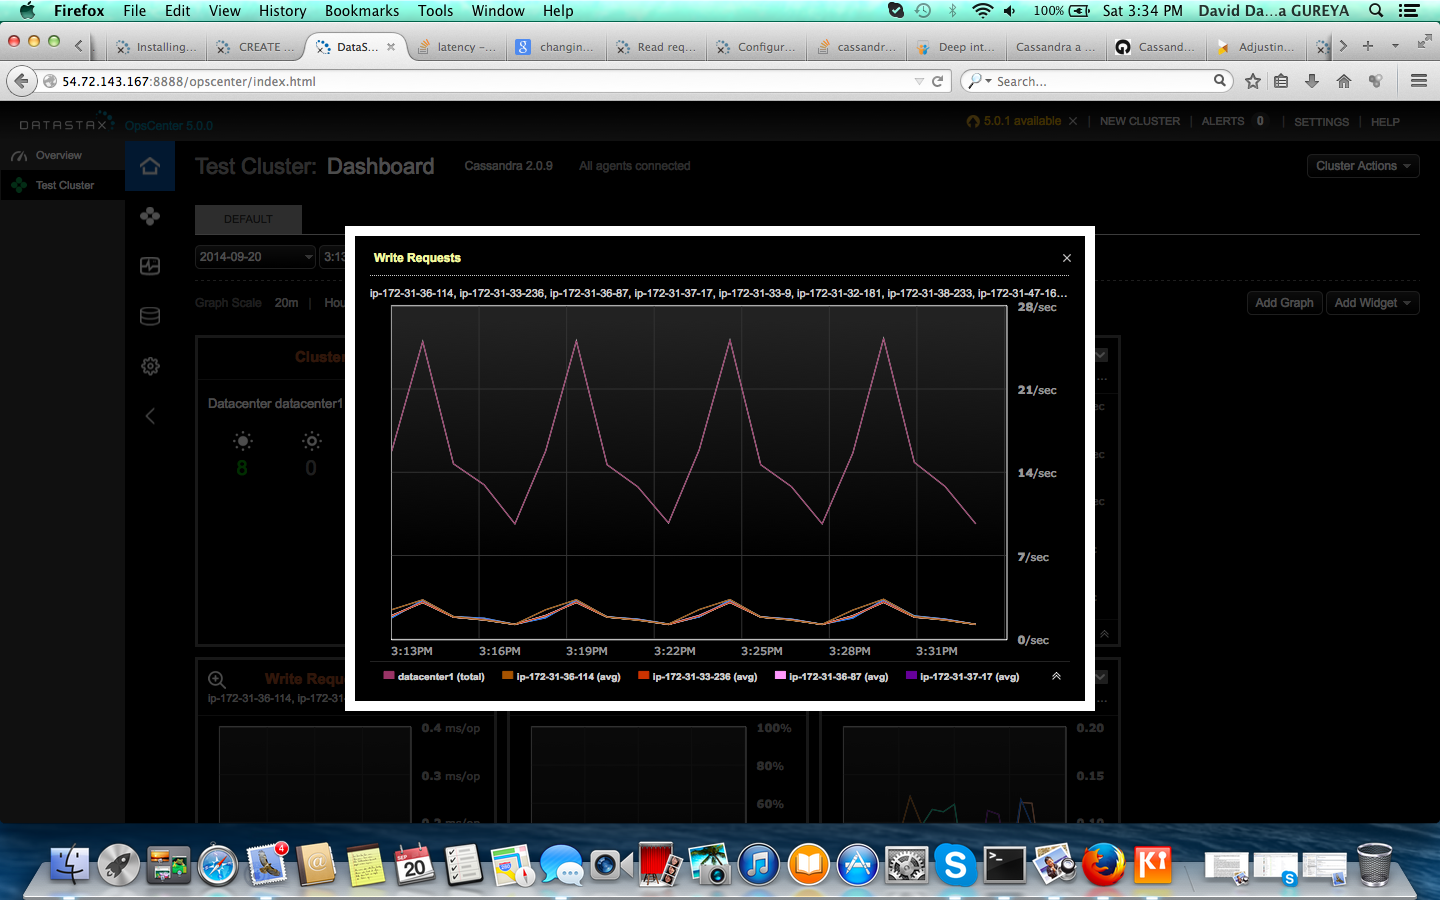 Firefox File Edit View History Bookmarks Tools Window Help 100% Sat 3:34 PM David Da...a GUREYA
Installing... CREATE ... DataS... latency -... changin... Read req... Configur... cassandr... Deep int... Cassandra a ... Cassand... Adjustin...
54.72.143.167:8888/opscenter/index.html Search...
DATASTAX OpsCenter 5.0.0 5.0.1 available NEW CLUSTER ALERTS 0 SETTINGS HELP
Overview
Test Cluster
Test Cluster: Dashboard Cassandra 2.0.9 All agents connected Cluster Actions
DEFAULT
2014-09-20 3:13
Graph Scale 20m | Hou Add Graph Add Widget
Cluster
Datacenter datacenter1
8 0
Write Requests
ip-172-31-36-114, ip-172-31-33-236, ip-172-31-36-87, ip-172-31-37-17, ip-172-31-33-9, ip-172-31-32-181, ip-172-31-38-233, ip-172-31-47-16...
28/sec
21/sec
14/sec
7/sec
0/sec
3:13PM 3:16PM 3:19PM 3:22PM 3:25PM 3:28PM 3:31PM
datacenter1 (total) ip-172-31-36-114 (avg) ip-172-31-33-236 (avg) ip-172-31-36-87 (avg) ip-172-31-37-17 (avg)
Write Requ
ip-172-31-36-114, ip-172-31-
0.4 ms/op 100% 0.20
0.3 ms/op 80% 0.15
60% 0.10
4
SEP
20